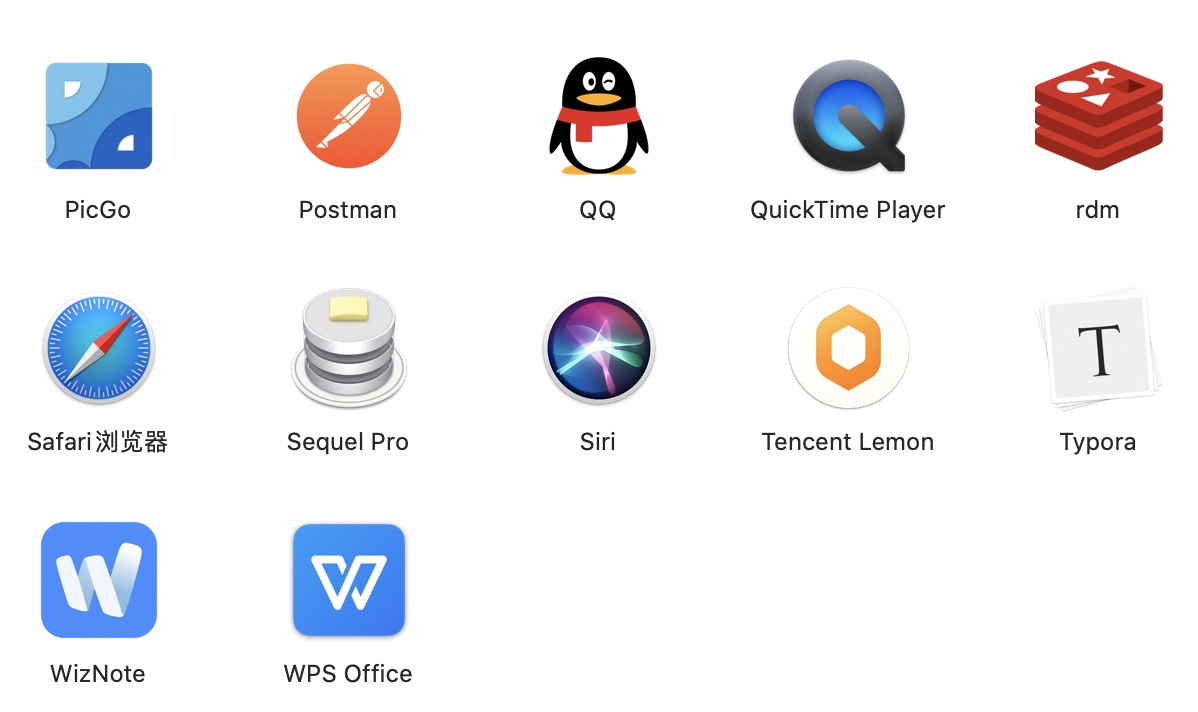 PicGo
Postman
QQ
QuickTime Player
rdm
Safari浏览器
Sequel Pro
Siri
Tencent Lemon
T
Typora
WizNote
WPS Office